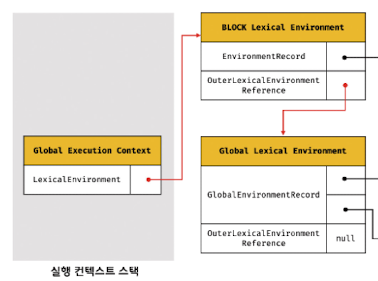 BLOCK Lexical Environment
EnvironmentRecord
OuterLexicalEnvironment
Reference
Global Execution Context
LexicalEnvironment
Global Lexical Environment
GlobalEnvironmentRecord
OuterLexicalEnvironment
Reference
null
실행 컨텍스트 스택